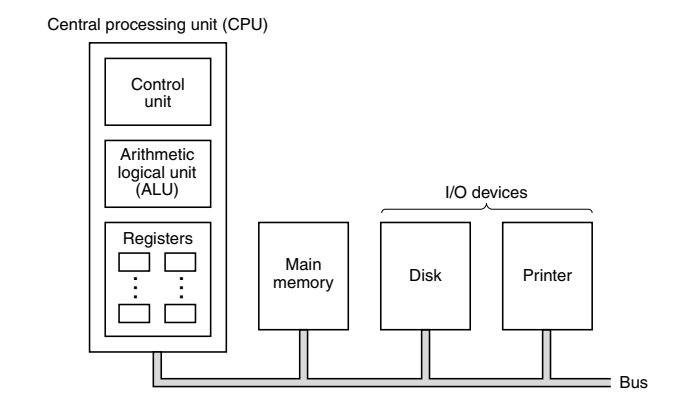 Central processing unit (CPU)
Control
unit
Arithmetic
logical unit
(ALU)
Registers
I/O devices
Main
memory
Disk
Printer
Bus